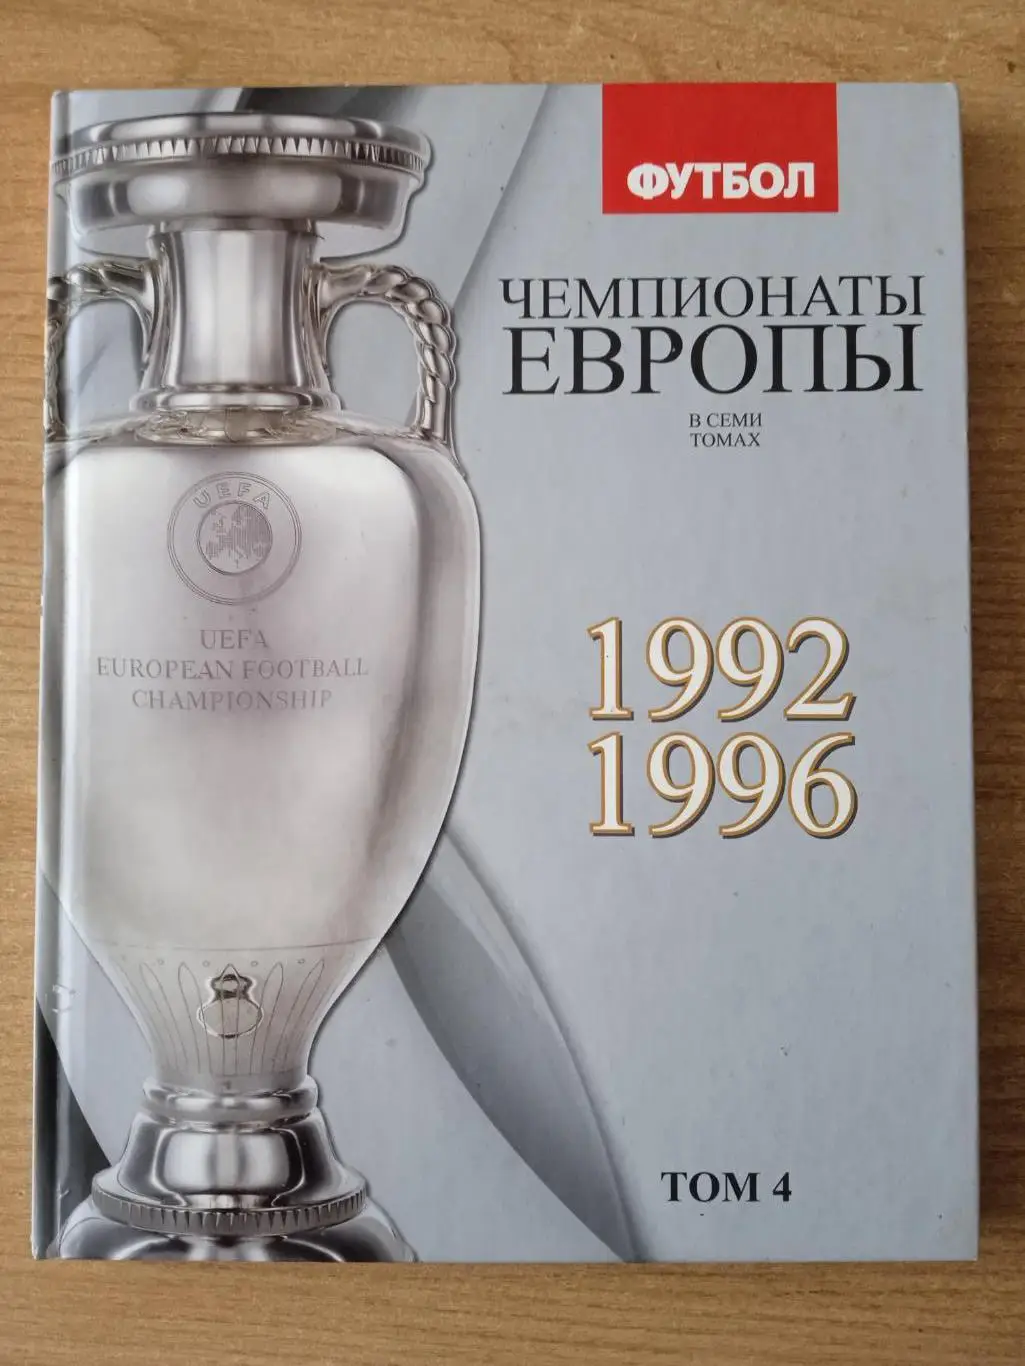 ФУТБОЛ
ЧЕМПИОНАТЫ
ЕВРОПЫ
В СЕМИ
ТОМАХ
UEFA
UEFA
EUROPEAN FOOTBALL
CHAMPIONSHIP
1992
1996
ТОМ 4